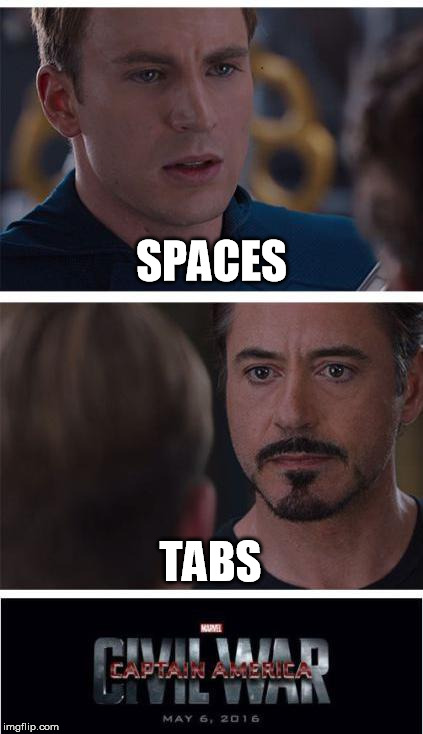 SPACES
TABS
MARVEL
CIVIL WAR
CAPTAIN AMERICA
MAY 6, 2016
imgflip.com